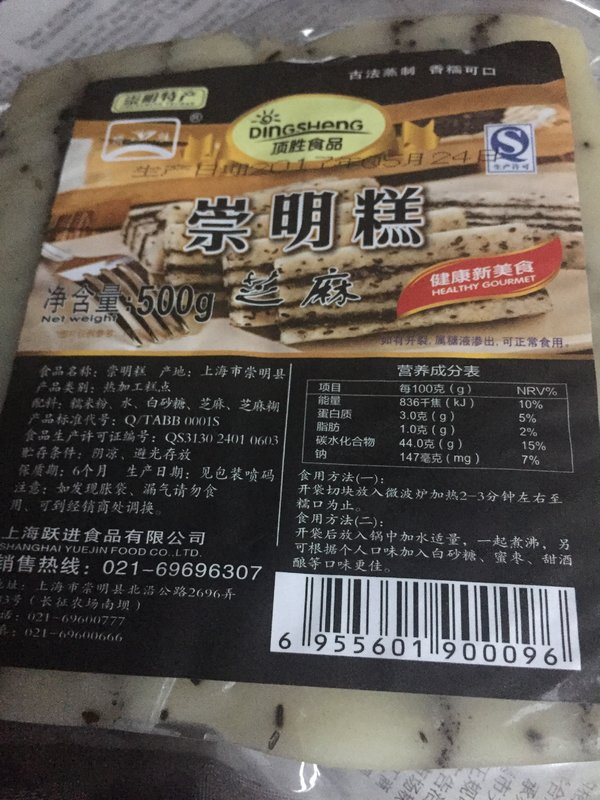 古法蒸制 香糯可口
崇明特产
®
DINGSHENG
顶胜食品
生产许可
生产日期2017年05月24日
崇明糕
芝麻
健康新美食
HEALTHY GOURMET
净含量:500g
Net weight
如有开裂,属糖液渗出,可正常食用。
食品名称:崇明糕 产地:上海市崇明县
产品类别:热加工糕点
配料:糯米粉、水、白砂糖、芝麻、芝麻糊
产品标准代号:Q/TABB 0001S
食品生产许可证编号:QS3130 2401 0603
贮存条件:阴凉、避光存放
保质期:6个月 生产日期:见包装喷码
注意:如发现胀袋、漏气请勿食
用、可到经销商处调换。
营养成分表
项目 每100克(g) NRV%
能量 836千焦(kJ) 10%
蛋白质 3.0克(g) 5%
脂肪 1.0克(g) 2%
碳水化合物 44.0克(g) 15%
钠 147毫克(mg) 7%
食用方法(一):
开袋切块放入微波炉加热2-3分钟左右至
糯口为止。
食用方法(二):
开袋后放入锅中加水适量,一起煮沸,另
可根据个人口味加入白砂糖、蜜枣、甜酒
酿等口味更佳。
上海跃进食品有限公司
SHANGHAI YUEJIN FOOD CO.,LTD.
销售热线:021-69696307
地址:上海市崇明县北沿公路2696弄
3号(长征农场南坝)
话:021-69600777
021-69600666
6 955601 900096